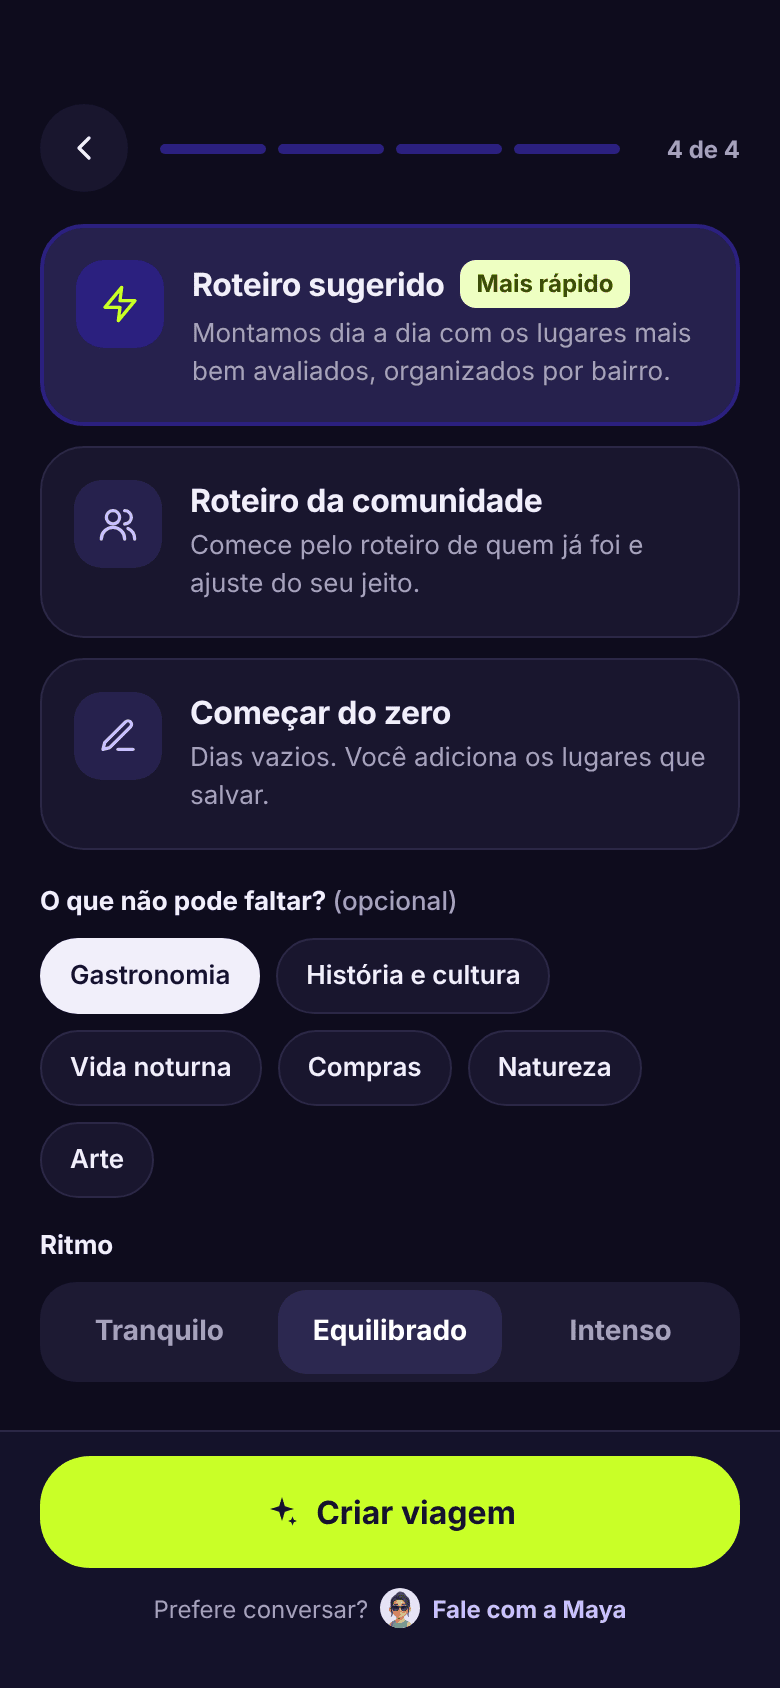 4 de 4
Roteiro sugerido Mais rápido
Montamos dia a dia com os lugares mais
bem avaliados, organizados por bairro.
Roteiro da comunidade
Comece pelo roteiro de quem já foi e
ajuste do seu jeito.
Começar do zero
Dias vazios. Você adiciona os lugares que
salvar.
O que não pode faltar? (opcional)
Gastronomia História e cultura
Vida noturna Compras Natureza
Arte
Ritmo
Tranquilo Equilibrado Intenso
Criar viagem
Prefere conversar? Fale com a Maya